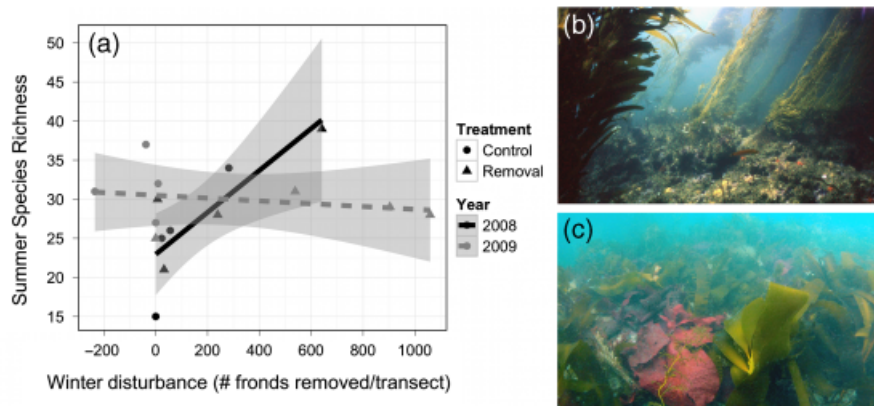 (a)
Summer Species Richness
50
45
40
35
30
25
20
15
−200
0
200
400
600
800
1000
Winter disturbance (# fronds removed/transect)
Treatment
Control
Removal
Year
2008
2009
(b)
(c)